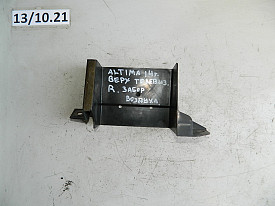 13/10.21
ALTIMA 14г.
ВЕРХ ТЕЛЕВИЗ.
R. ЗАБОР
ВОЗДУХА